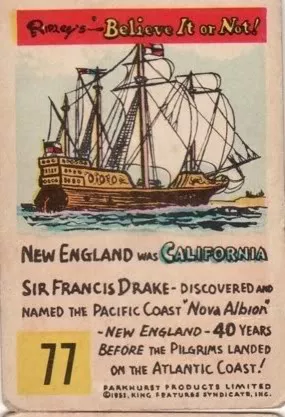 Ripley's Believe It or Not!
NEW ENGLAND WAS CALIFORNIA
SIR FRANCIS DRAKE - DISCOVERED AND
NAMED THE PACIFIC COAST "Nova Albion"
- NEW ENGLAND - 40 YEARS
BEFORE THE PILGRIMS LANDED
ON THE ATLANTIC COAST!
77
PARKHURST PRODUCTS LIMITED
©1953, KING FEATURES SYNDICATE, INC.